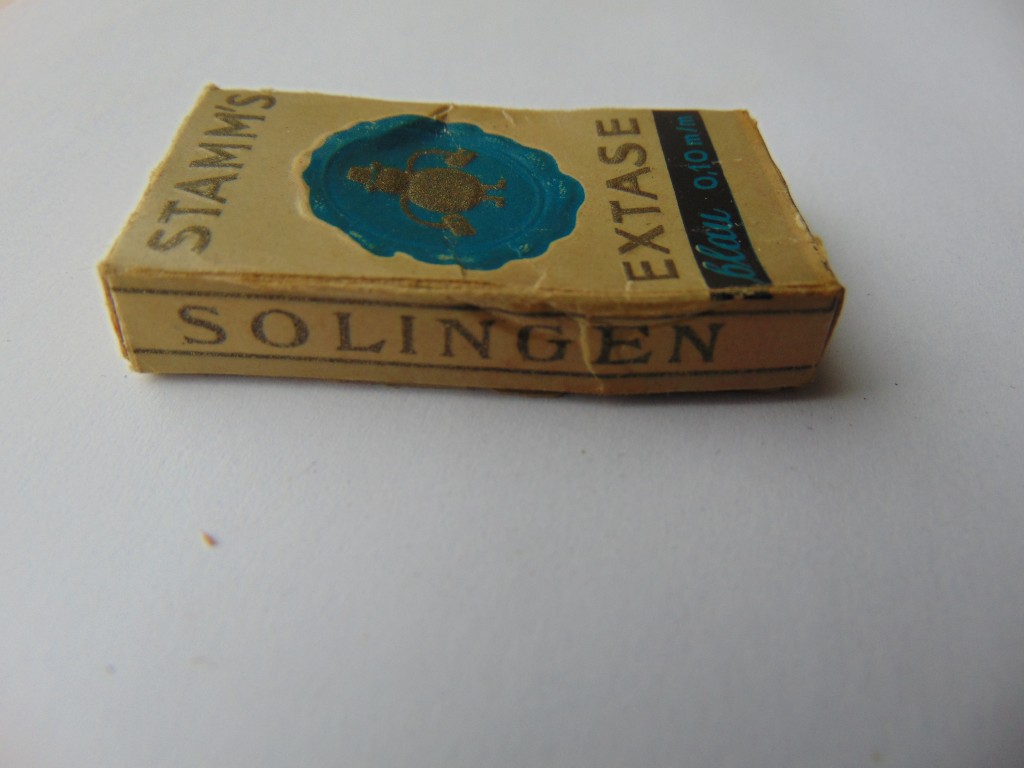 STAMM'S
EXTASE
blau 0,10 m/m
SOLINGEN